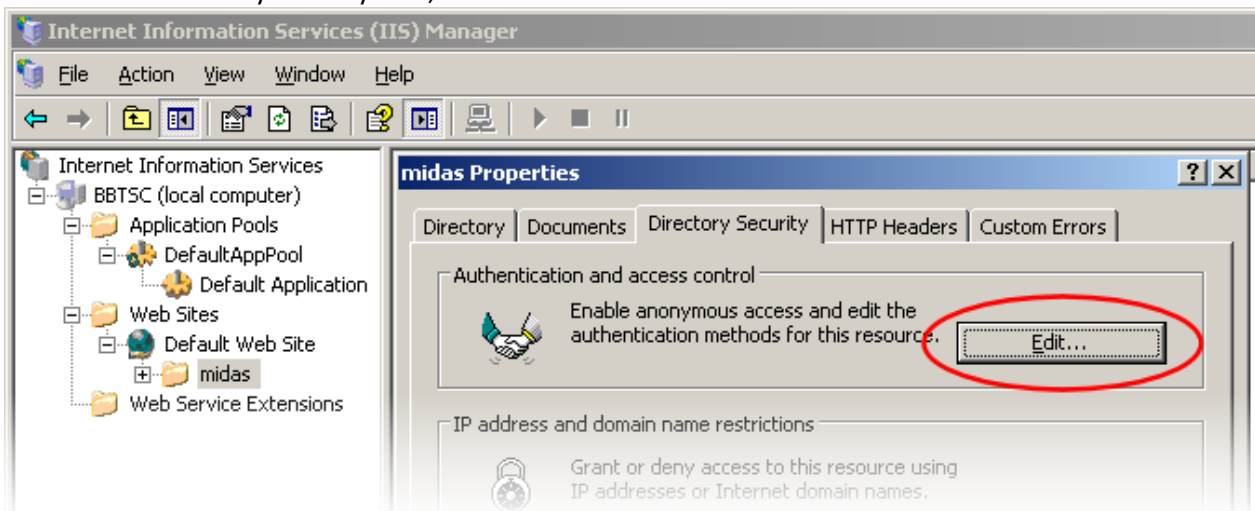 Internet Information Services (IIS) Manager
File Action View Window Help
Internet Information Services
BBTSC (local computer)
Application Pools
DefaultAppPool
Default Application
Web Sites
Default Web Site
midas
Web Service Extensions
midas Properties
Directory Documents Directory Security HTTP Headers Custom Errors
Authentication and access control
Enable anonymous access and edit the
authentication methods for this resource.
Edit...
IP address and domain name restrictions
Grant or deny access to this resource using
IP addresses or Internet domain names.